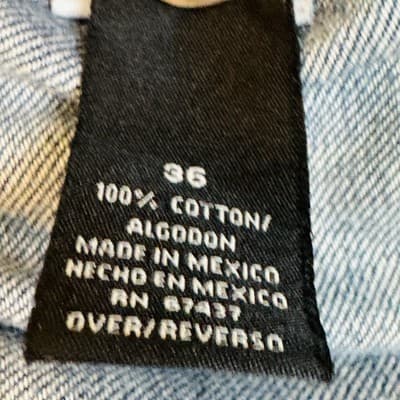 36
100% COTTON/
ALGODON
MADE IN MEXICO
HECHO EN MEXICO
RN 67437
OVER/REVERSO